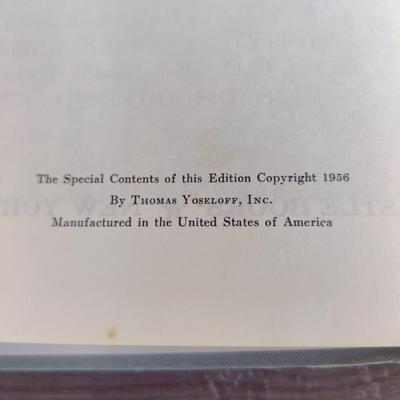 The Special Contents of this Edition Copyright 1956
By Thomas Yoseloff, Inc.
Manufactured in the United States of America